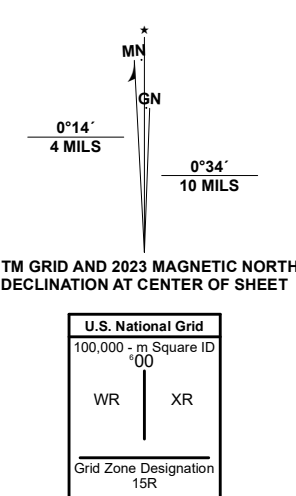 ★
MN
GN
0°14´
4 MILS
0°34´
10 MILS
TM GRID AND 2023 MAGNETIC NORTH
DECLINATION AT CENTER OF SHEET
U.S. National Grid
100,000 - m Square ID
⁶00
WR XR
Grid Zone Designation
15R